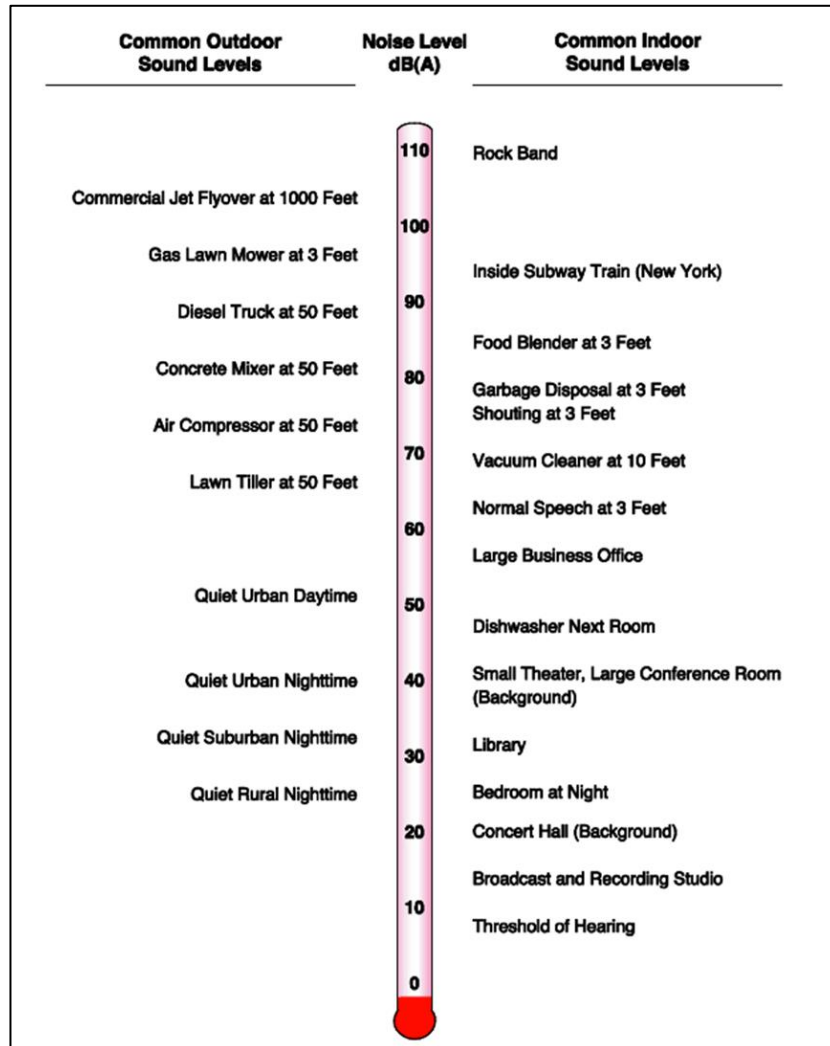 Common Outdoor
Sound Levels
Noise Level
dB(A)
Common Indoor
Sound Levels
110
Rock Band
Commercial Jet Flyover at 1000 Feet
100
Gas Lawn Mower at 3 Feet
Inside Subway Train (New York)
90
Diesel Truck at 50 Feet
Food Blender at 3 Feet
Concrete Mixer at 50 Feet
80
Garbage Disposal at 3 Feet
Shouting at 3 Feet
Air Compressor at 50 Feet
70
Vacuum Cleaner at 10 Feet
Lawn Tiller at 50 Feet
Normal Speech at 3 Feet
60
Large Business Office
Quiet Urban Daytime
50
Dishwasher Next Room
Quiet Urban Nighttime
40
Small Theater, Large Conference Room
(Background)
Quiet Suburban Nighttime
Library
30
Quiet Rural Nighttime
Bedroom at Night
20
Concert Hall (Background)
Broadcast and Recording Studio
10
Threshold of Hearing
0